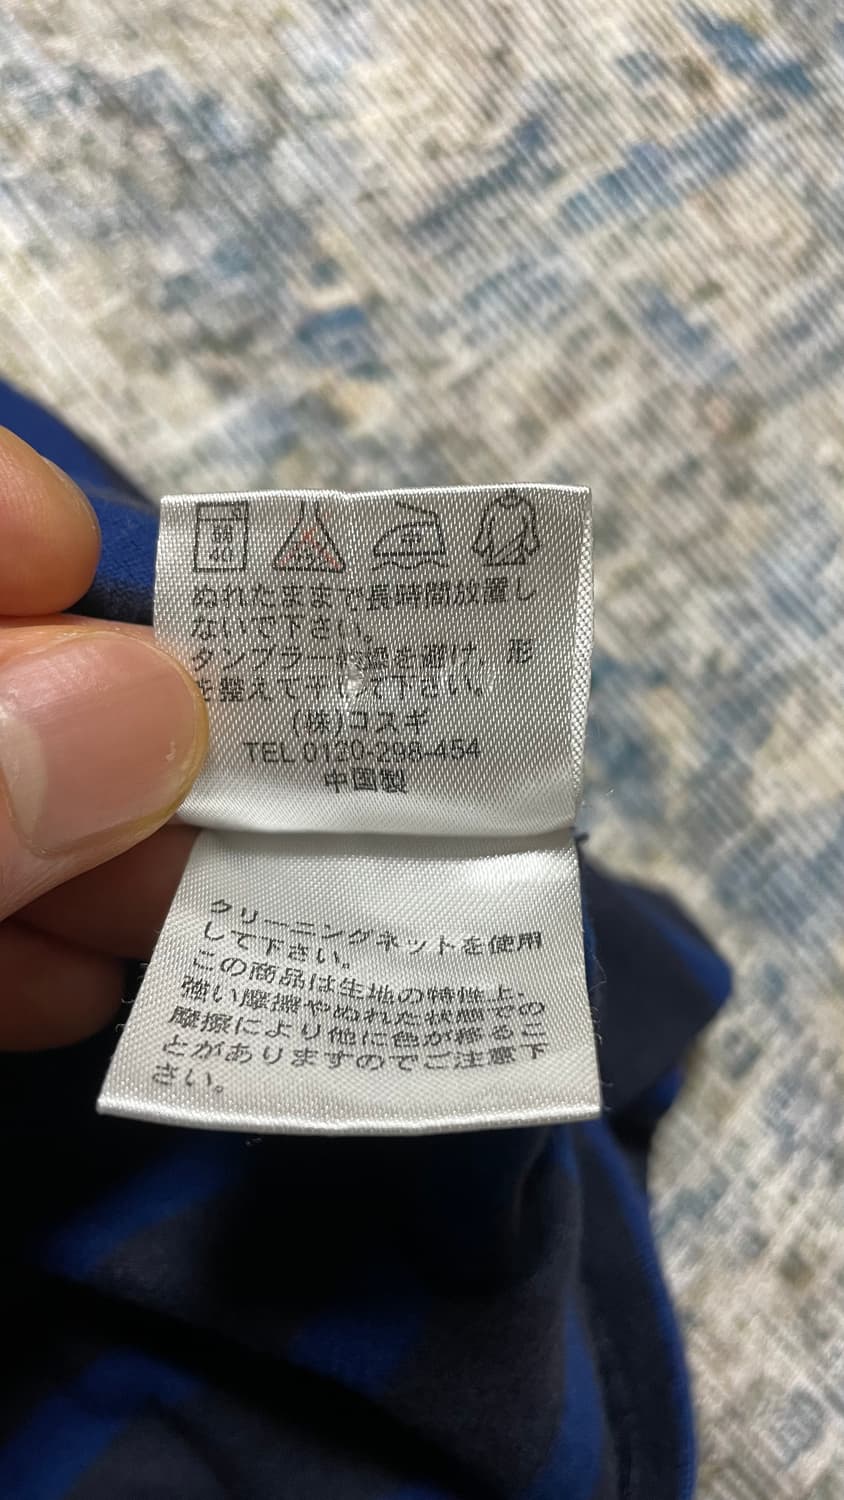 40
中
ぬれたままで長時間放置し
ないで下さい。
タンブラー乾燥を避け、形
を整えて干して下さい。
(株)コスギ
TEL 0120-298-454
中国製
クリーニングネットを使用
して下さい。
この商品は生地の特性上、
強い摩擦やぬれた状態での
摩擦により他に色が移るこ
とがありますのでご注意下
さい。